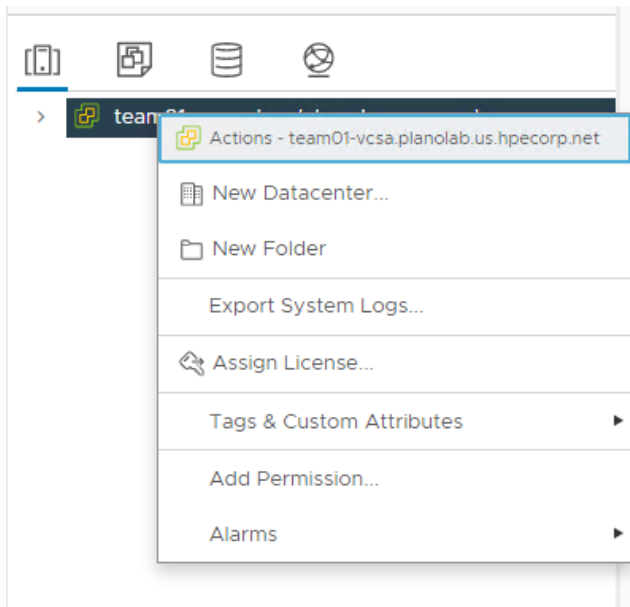 team01
Actions - team01-vcsa.planolab.us.hpecorp.net
New Datacenter...
New Folder
Export System Logs...
Assign License...
Tags & Custom Attributes
Add Permission...
Alarms